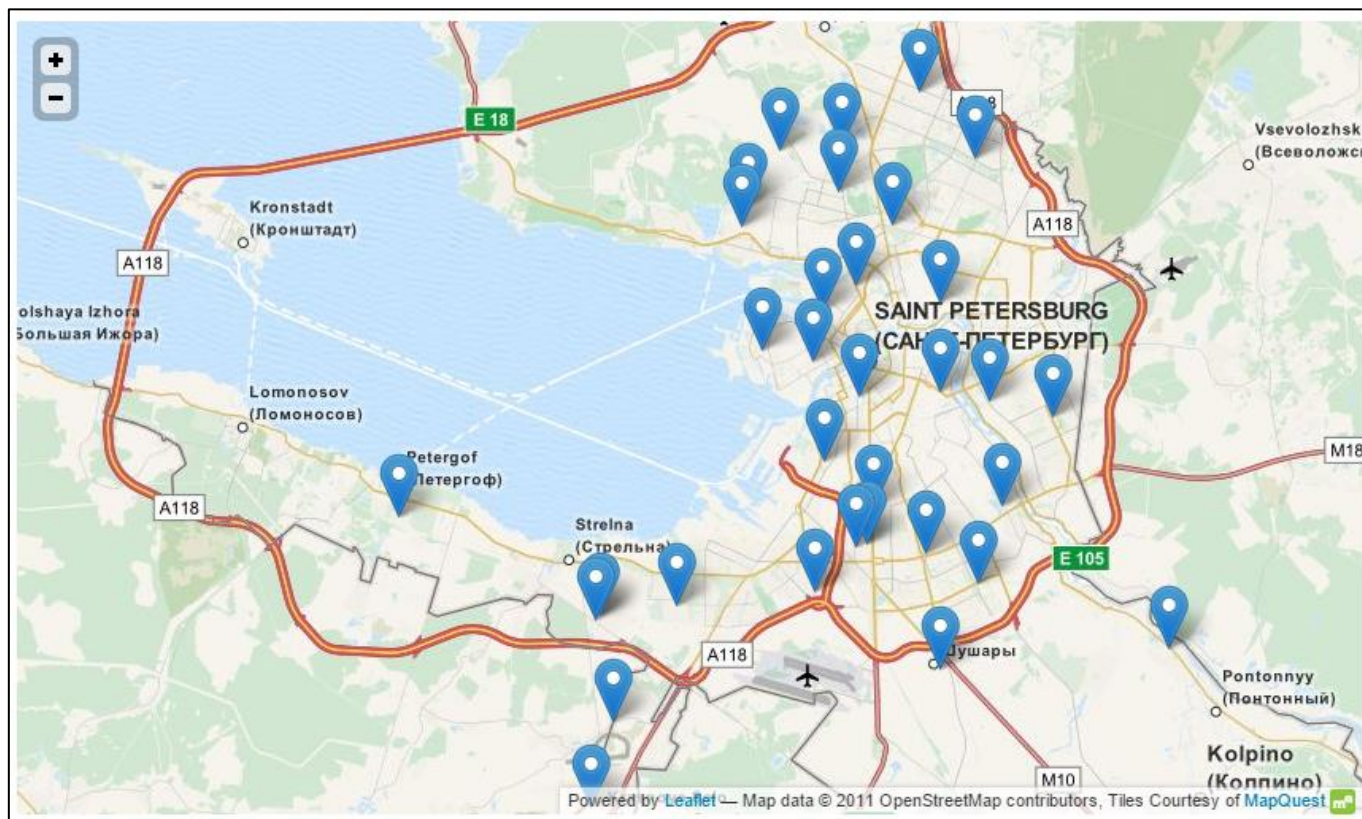 +
−
E 18
A118
Vsevolozhsk
(Всеволожск
Kronstadt
(Кронштадт)
A118
A118
olshaya Izhora
Большая Ижора)
SAINT PETERSBURG
Lomonosov
(Ломоносов)
M18
Petergof
Петергоф)
A118
Strelna
(Стрельна)
E 105
A118
Шушары
Pontonnyy
(Понтонный)
Kolpino
(Колпино)
M10
Powered by Leaflet — Map data © 2011 OpenStreetMap contributors, Tiles Courtesy of MapQuest